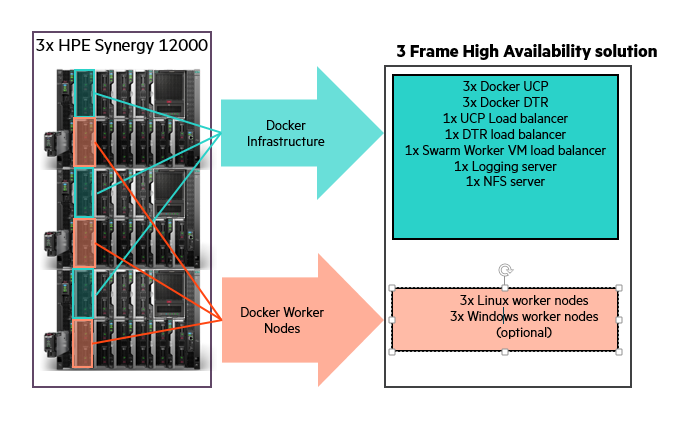 3x HPE Synergy 12000
3 Frame High Availability solution
Docker
Infrastructure
3x Docker UCP
3x Docker DTR
1x UCP Load balancer
1x DTR load balancer
1x Swarm Worker VM load balancer
1x Logging server
1x NFS server
Docker Worker
Nodes
3x Linux worker nodes
3x Windows worker nodes
(optional)